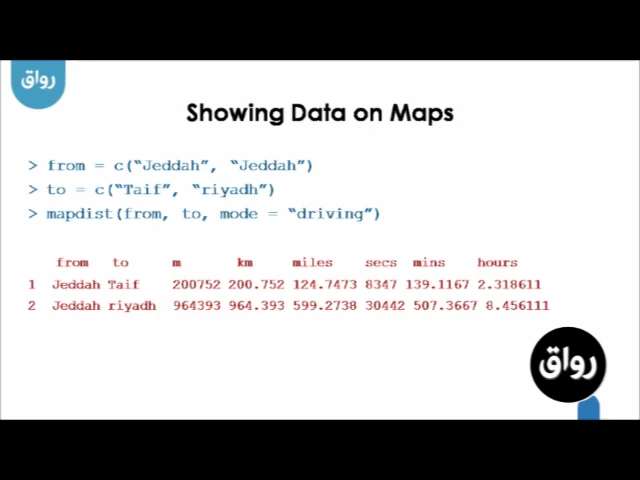 رواق
Showing Data on Maps
> from = c(“Jeddah”, “Jeddah”)
> to = c(“Taif”, “riyadh”)
> mapdist(from, to, mode = “driving”)
from to m km miles secs mins hours
1 Jeddah Taif 200752 200.752 124.7473 8347 139.1167 2.318611
2 Jeddah riyadh 964393 964.393 599.2738 30442 507.3667 8.456111
رواق